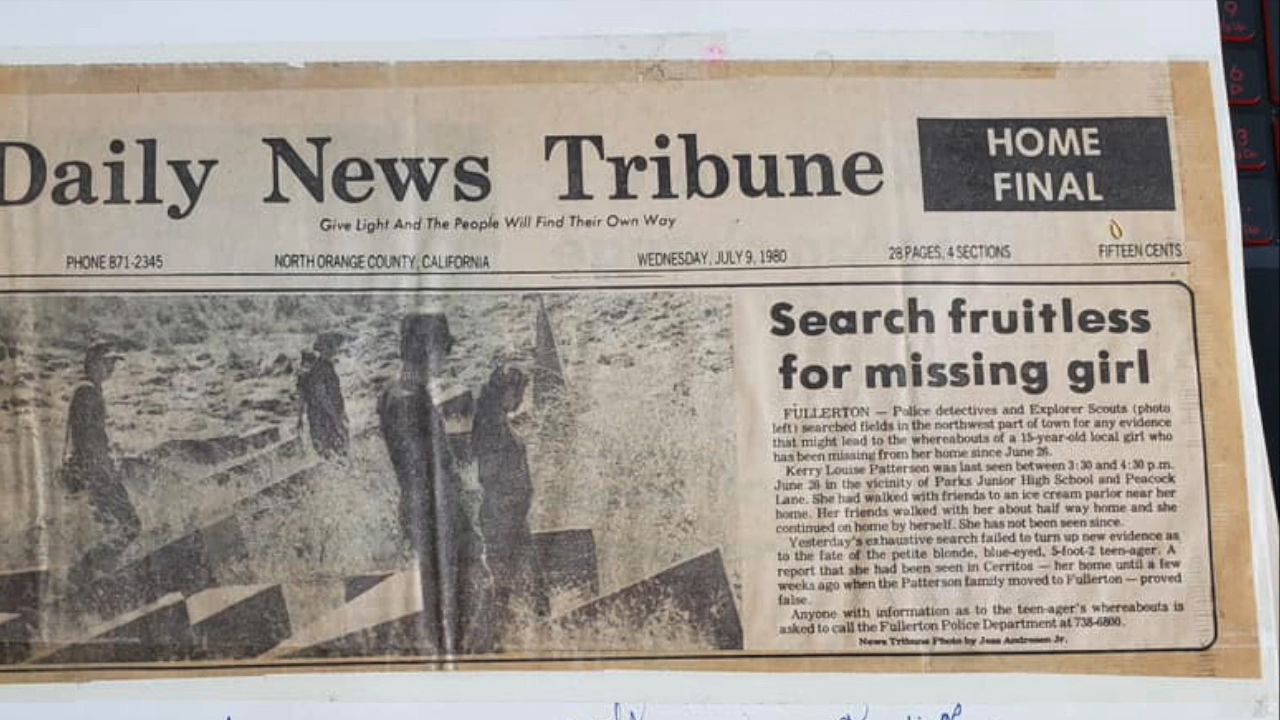 Daily News Tribune
HOME
FINAL
Give Light And The People Will Find Their Own Way
PHONE 871-2345
NORTH ORANGE COUNTY, CALIFORNIA
WEDNESDAY, JULY 9, 1980
28 PAGES, 4 SECTIONS
FIFTEEN CENTS
Search fruitless
for missing girl
FULLERTON — Police detectives and Explorer Scouts (photo
left) searched fields in the northwest part of town for any evidence
that might lead to the whereabouts of a 15-year-old local girl who
has been missing from her home since June 26.
Kerry Louise Patterson was last seen between 3:30 and 4:30 p.m.
June 26 in the vicinity of Parks Junior High School and Peacock
Lane. She had walked with friends to an ice cream parlor near her
home. Her friends walked with her about half way home and she
continued on home by herself. She has not been seen since.
Yesterday's exhaustive search failed to turn up new evidence as
to the fate of the petite blonde, blue-eyed, 5-foot-2 teen-ager. A
report that she had been seen in Cerritos — her home until a few
weeks ago when the Patterson family moved to Fullerton — proved
false.
Anyone with information as to the teen-ager's whereabouts is
asked to call the Fullerton Police Department at 738-6800.
News Tribune Photo by Jess Andresen Jr.